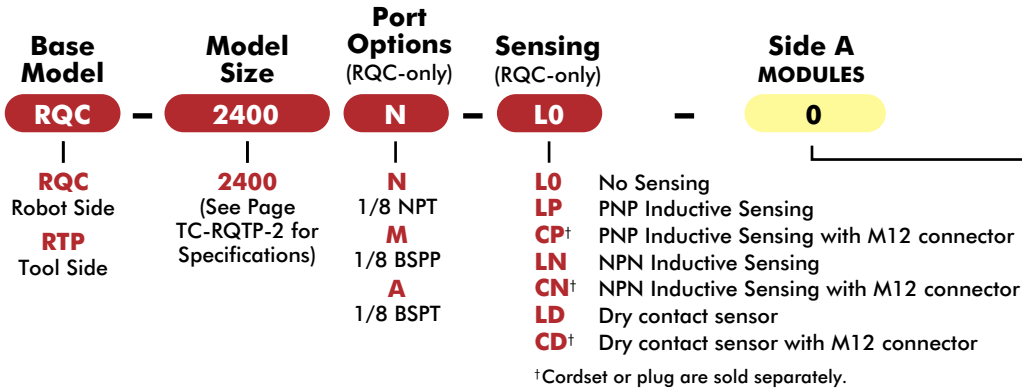 Base Model
Model Size
Port Options
(RQC-only)
Sensing
(RQC-only)
Side A
MODULES
RQC – 2400 N – L0 – 0
RQC
Robot Side
RTP
Tool Side
2400
(See Page
TC-RQTP-2 for
Specifications)
N
1/8 NPT
M
1/8 BSPP
A
1/8 BSPT
L0 No Sensing
LP PNP Inductive Sensing
CP† PNP Inductive Sensing with M12 connector
LN NPN Inductive Sensing
CN† NPN Inductive Sensing with M12 connector
LD Dry contact sensor
CD† Dry contact sensor with M12 connector
†Cordset or plug are sold separately.